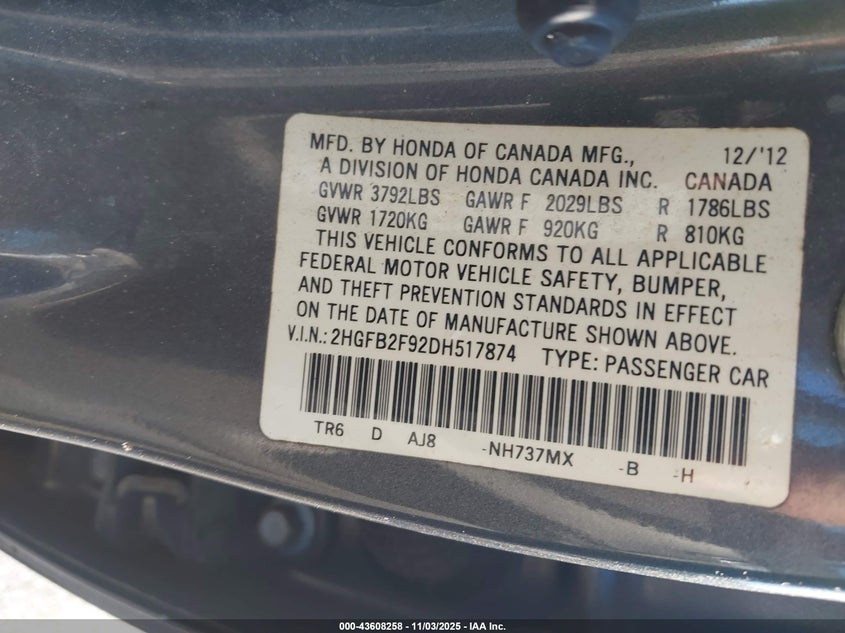 MFD. BY HONDA OF CANADA MFG., 12/'12
A DIVISION OF HONDA CANADA INC. CANADA
GVWR 3792LBS GAWR F 2029LBS R 1786LBS
GVWR 1720KG GAWR F 920KG R 810KG
THIS VEHICLE CONFORMS TO ALL APPLICABLE
FEDERAL MOTOR VEHICLE SAFETY, BUMPER,
AND THEFT PREVENTION STANDARDS IN EFFECT
ON THE DATE OF MANUFACTURE SHOWN ABOVE.
V.I.N.: 2HGFB2F92DH517874 TYPE: PASSENGER CAR
TR6 D AJ8 -NH737MX -B -H
000-43608258 - 11/03/2025 - IAA Inc.